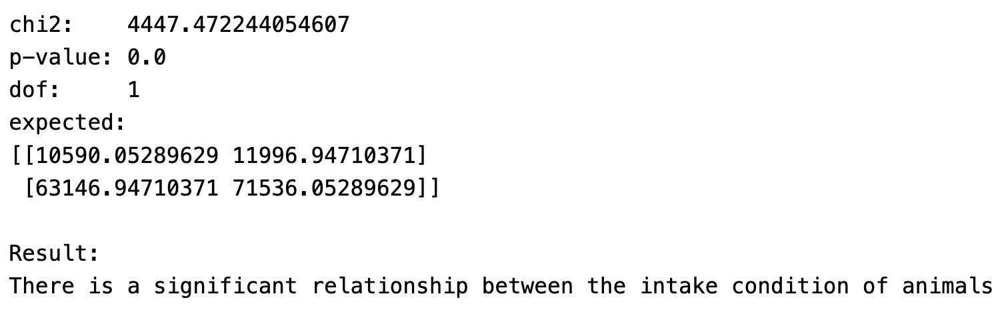 chi2:    4447.472244054607
p-value: 0.0
dof:     1
expected:
[[10590.05289629 11996.94710371]
 [63146.94710371 71536.05289629]]
Result:
There is a significant relationship between the intake condition of animals